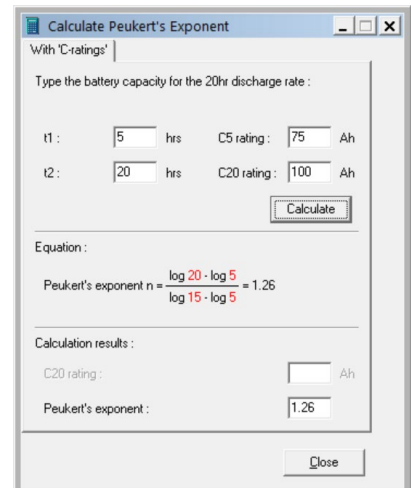 Calculate Peukert's Exponent
With 'C-ratings'
Type the battery capacity for the 20hr discharge rate :
t1 : 5 hrs C5 rating : 75 Ah
t2 : 20 hrs C20 rating : 100 Ah
Calculate
Equation :
log 20 - log 5
Peukert's exponent n = = 1.26
log 15 - log 5
Calculation results :
C20 rating : Ah
Peukert's exponent : 1.26
Close